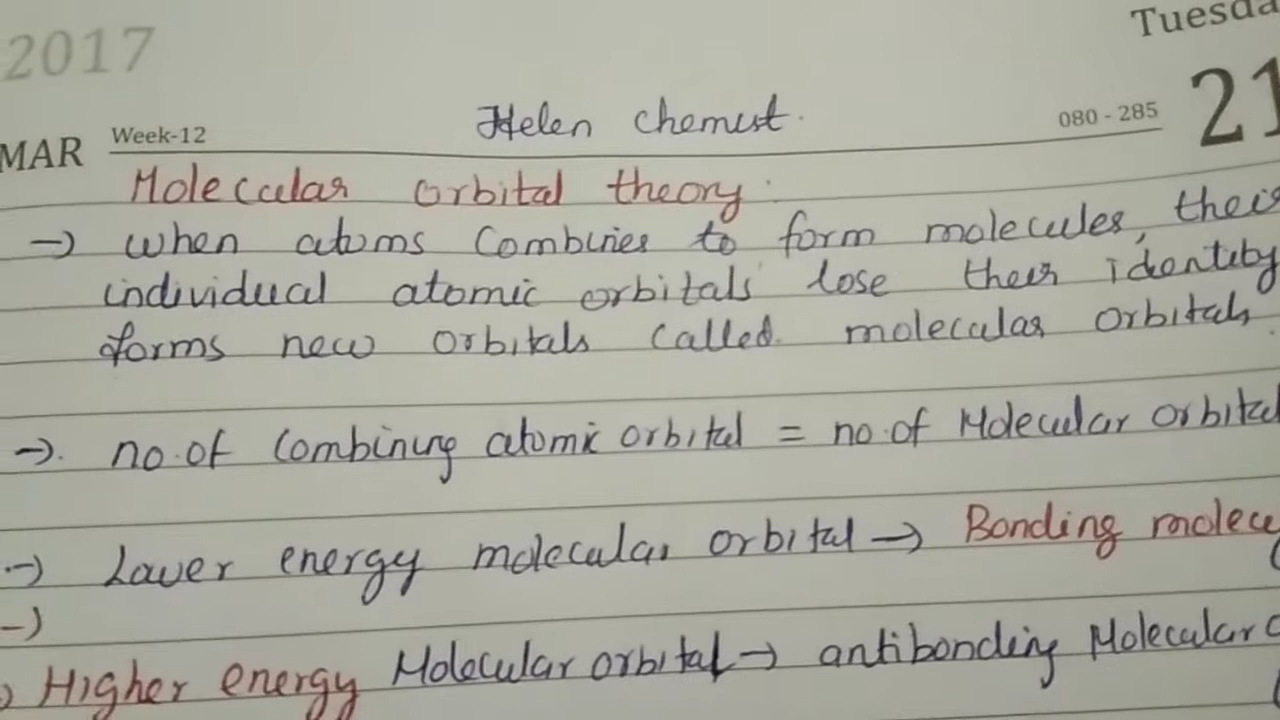 2017
Tuesda
MAR Week-12 080 - 285 21
Helen chemist.
Molecular orbital theory:
→ when atoms combines to form molecules, their
individual atomic orbitals lose their identity
forms new orbitals called molecular orbitals.
→ no. of combining atomic orbital = no. of Molecular orbital
→ Lower energy molecular orbital → Bonding molecu
→
Higher energy Molecular orbital → antibonding Molecular o